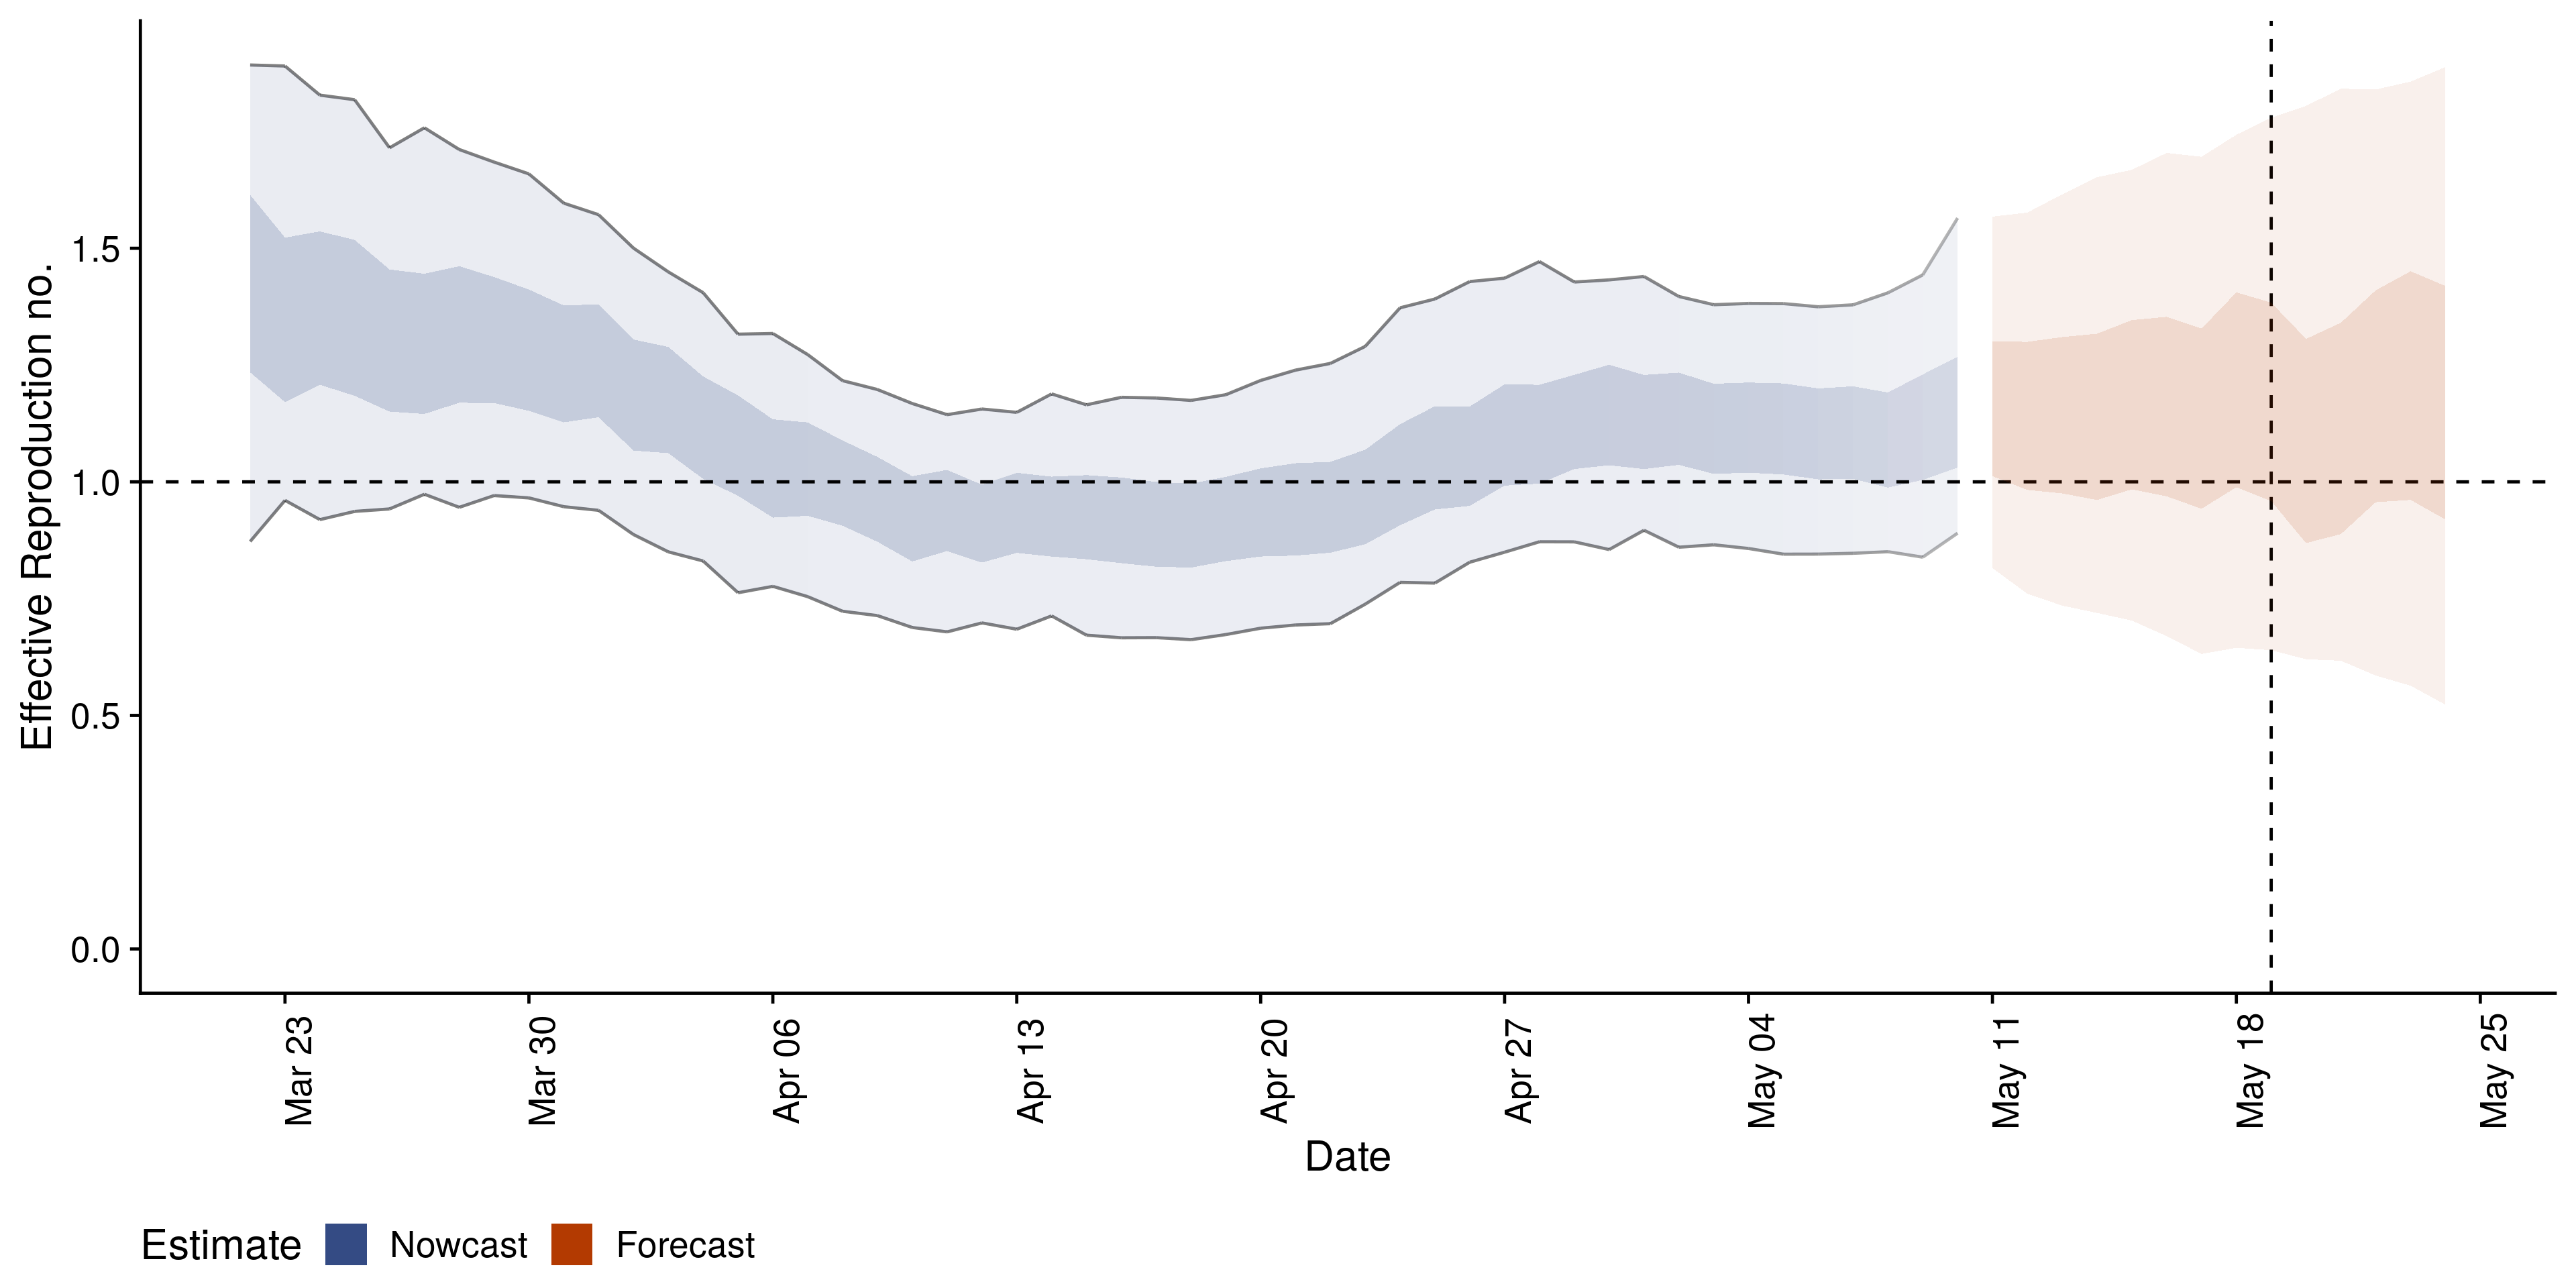 Effective Reproduction no.
1.5
1.0
0.5
0.0
Mar 23
Mar 30
Apr 06
Apr 13
Apr 20
Apr 27
May 04
May 11
May 18
May 25
Date
Estimate Nowcast Forecast